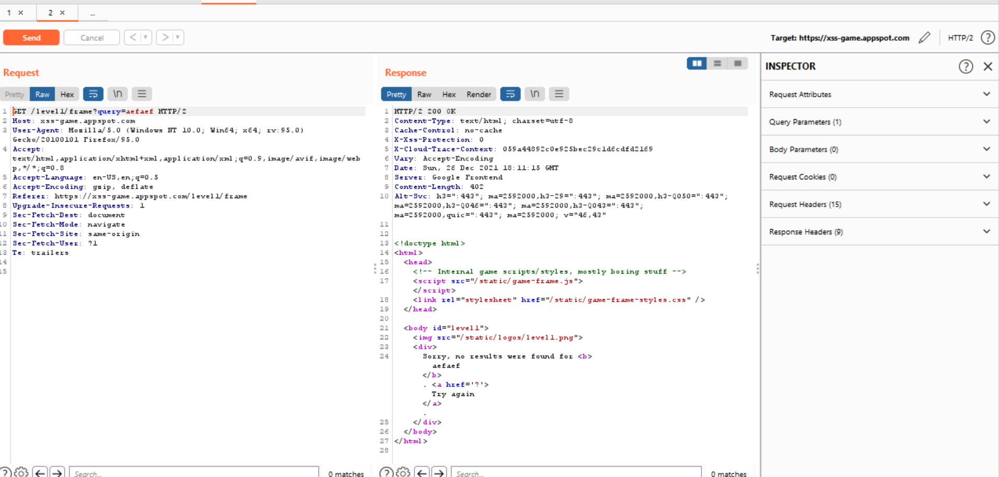 1 ×
2 ×
...
Send
Cancel
<
>
Target: https://xss-game.appspot.com
HTTP/2
?
Request
Pretty
Raw
Hex
\n
1 GET /level1/frame?query=aefaef HTTP/2
2 Host: xss-game.appspot.com
3 User-Agent: Mozilla/5.0 (Windows NT 10.0; Win64; x64; rv:95.0)
Gecko/20100101 Firefox/95.0
4 Accept:
text/html,application/xhtml+xml,application/xml;q=0.9,image/avif,image/web
p,*/*;q=0.8
5 Accept-Language: en-US,en;q=0.5
6 Accept-Encoding: gzip, deflate
7 Referer: https://xss-game.appspot.com/level1/frame
8 Upgrade-Insecure-Requests: 1
9 Sec-Fetch-Dest: document
10 Sec-Fetch-Mode: navigate
11 Sec-Fetch-Site: same-origin
12 Sec-Fetch-User: ?1
13 Te: trailers
14
15
?
Search...
0 matches
Response
Pretty
Raw
Hex
Render
\n
1 HTTP/2 200 OK
2 Content-Type: text/html; charset=utf-8
3 Cache-Control: no-cache
4 X-Xss-Protection: 0
5 X-Cloud-Trace-Context: 059a44892c0e925bec29c1d6cdfd2169
6 Vary: Accept-Encoding
7 Date: Sun, 26 Dec 2021 18:11:15 GMT
8 Server: Google Frontend
9 Content-Length: 402
10 Alt-Svc: h3=":443"; ma=2592000,h3-29=":443"; ma=2592000,h3-Q050=":443";
ma=2592000,h3-Q046=":443"; ma=2592000,h3-Q043=":443";
ma=2592000,quic=":443"; ma=2592000; v="46,43"
11
12
13 <!doctype html>
14 <html>
15 <head>
16 <!-- Internal game scripts/styles, mostly boring stuff -->
17 <script src="/static/game-frame.js">
</script>
18 <link rel="stylesheet" href="/static/game-frame-styles.css" />
19 </head>
20
21 <body id="level1">
22 <img src="/static/logos/level1.png">
23 <div>
24 Sorry, no results were found for <b>
aefaef
</b>
. <a href='?'>
Try again
</a>
.
25 </div>
26 </body>
27 </html>
28
?
Search...
0 matches
INSPECTOR
?
Request Attributes
Query Parameters (1)
Body Parameters (0)
Request Cookies (0)
Request Headers (15)
Response Headers (9)